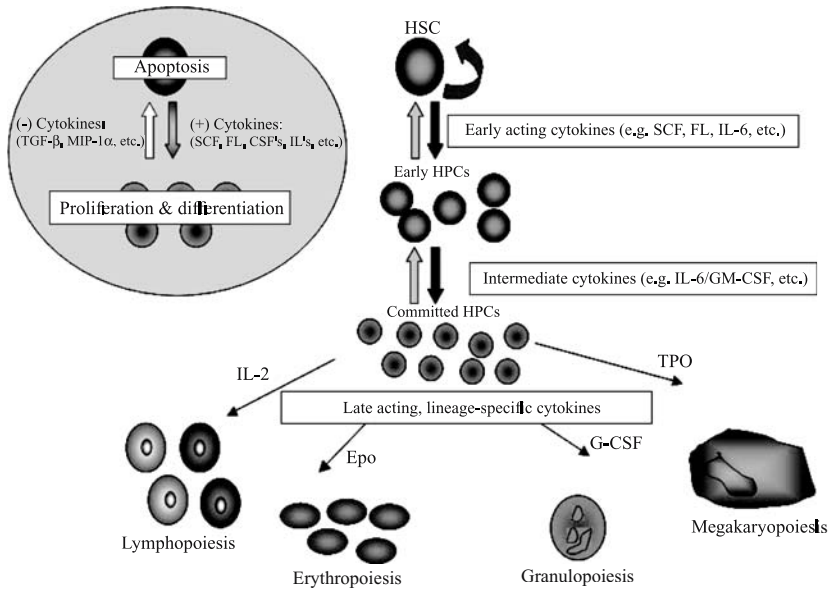 HSC
Apoptosis
(-) Cytokines:
(TGF-β, MIP-1α, etc.)
(+) Cytokines:
(SCF, FL, CSF's, IL's, etc.)
Proliferation & differentiation
Early acting cytokines (e.g. SCF, FL, IL-6, etc.)
Early HPCs
Intermediate cytokines (e.g. IL-6/GM-CSF, etc.)
Committed HPCs
IL-2
TPO
Late acting, lineage-specific cytokines
Epo
G-CSF
Lymphopoiesis
Erythropoiesis
Granulopoiesis
Megakaryopoiesis